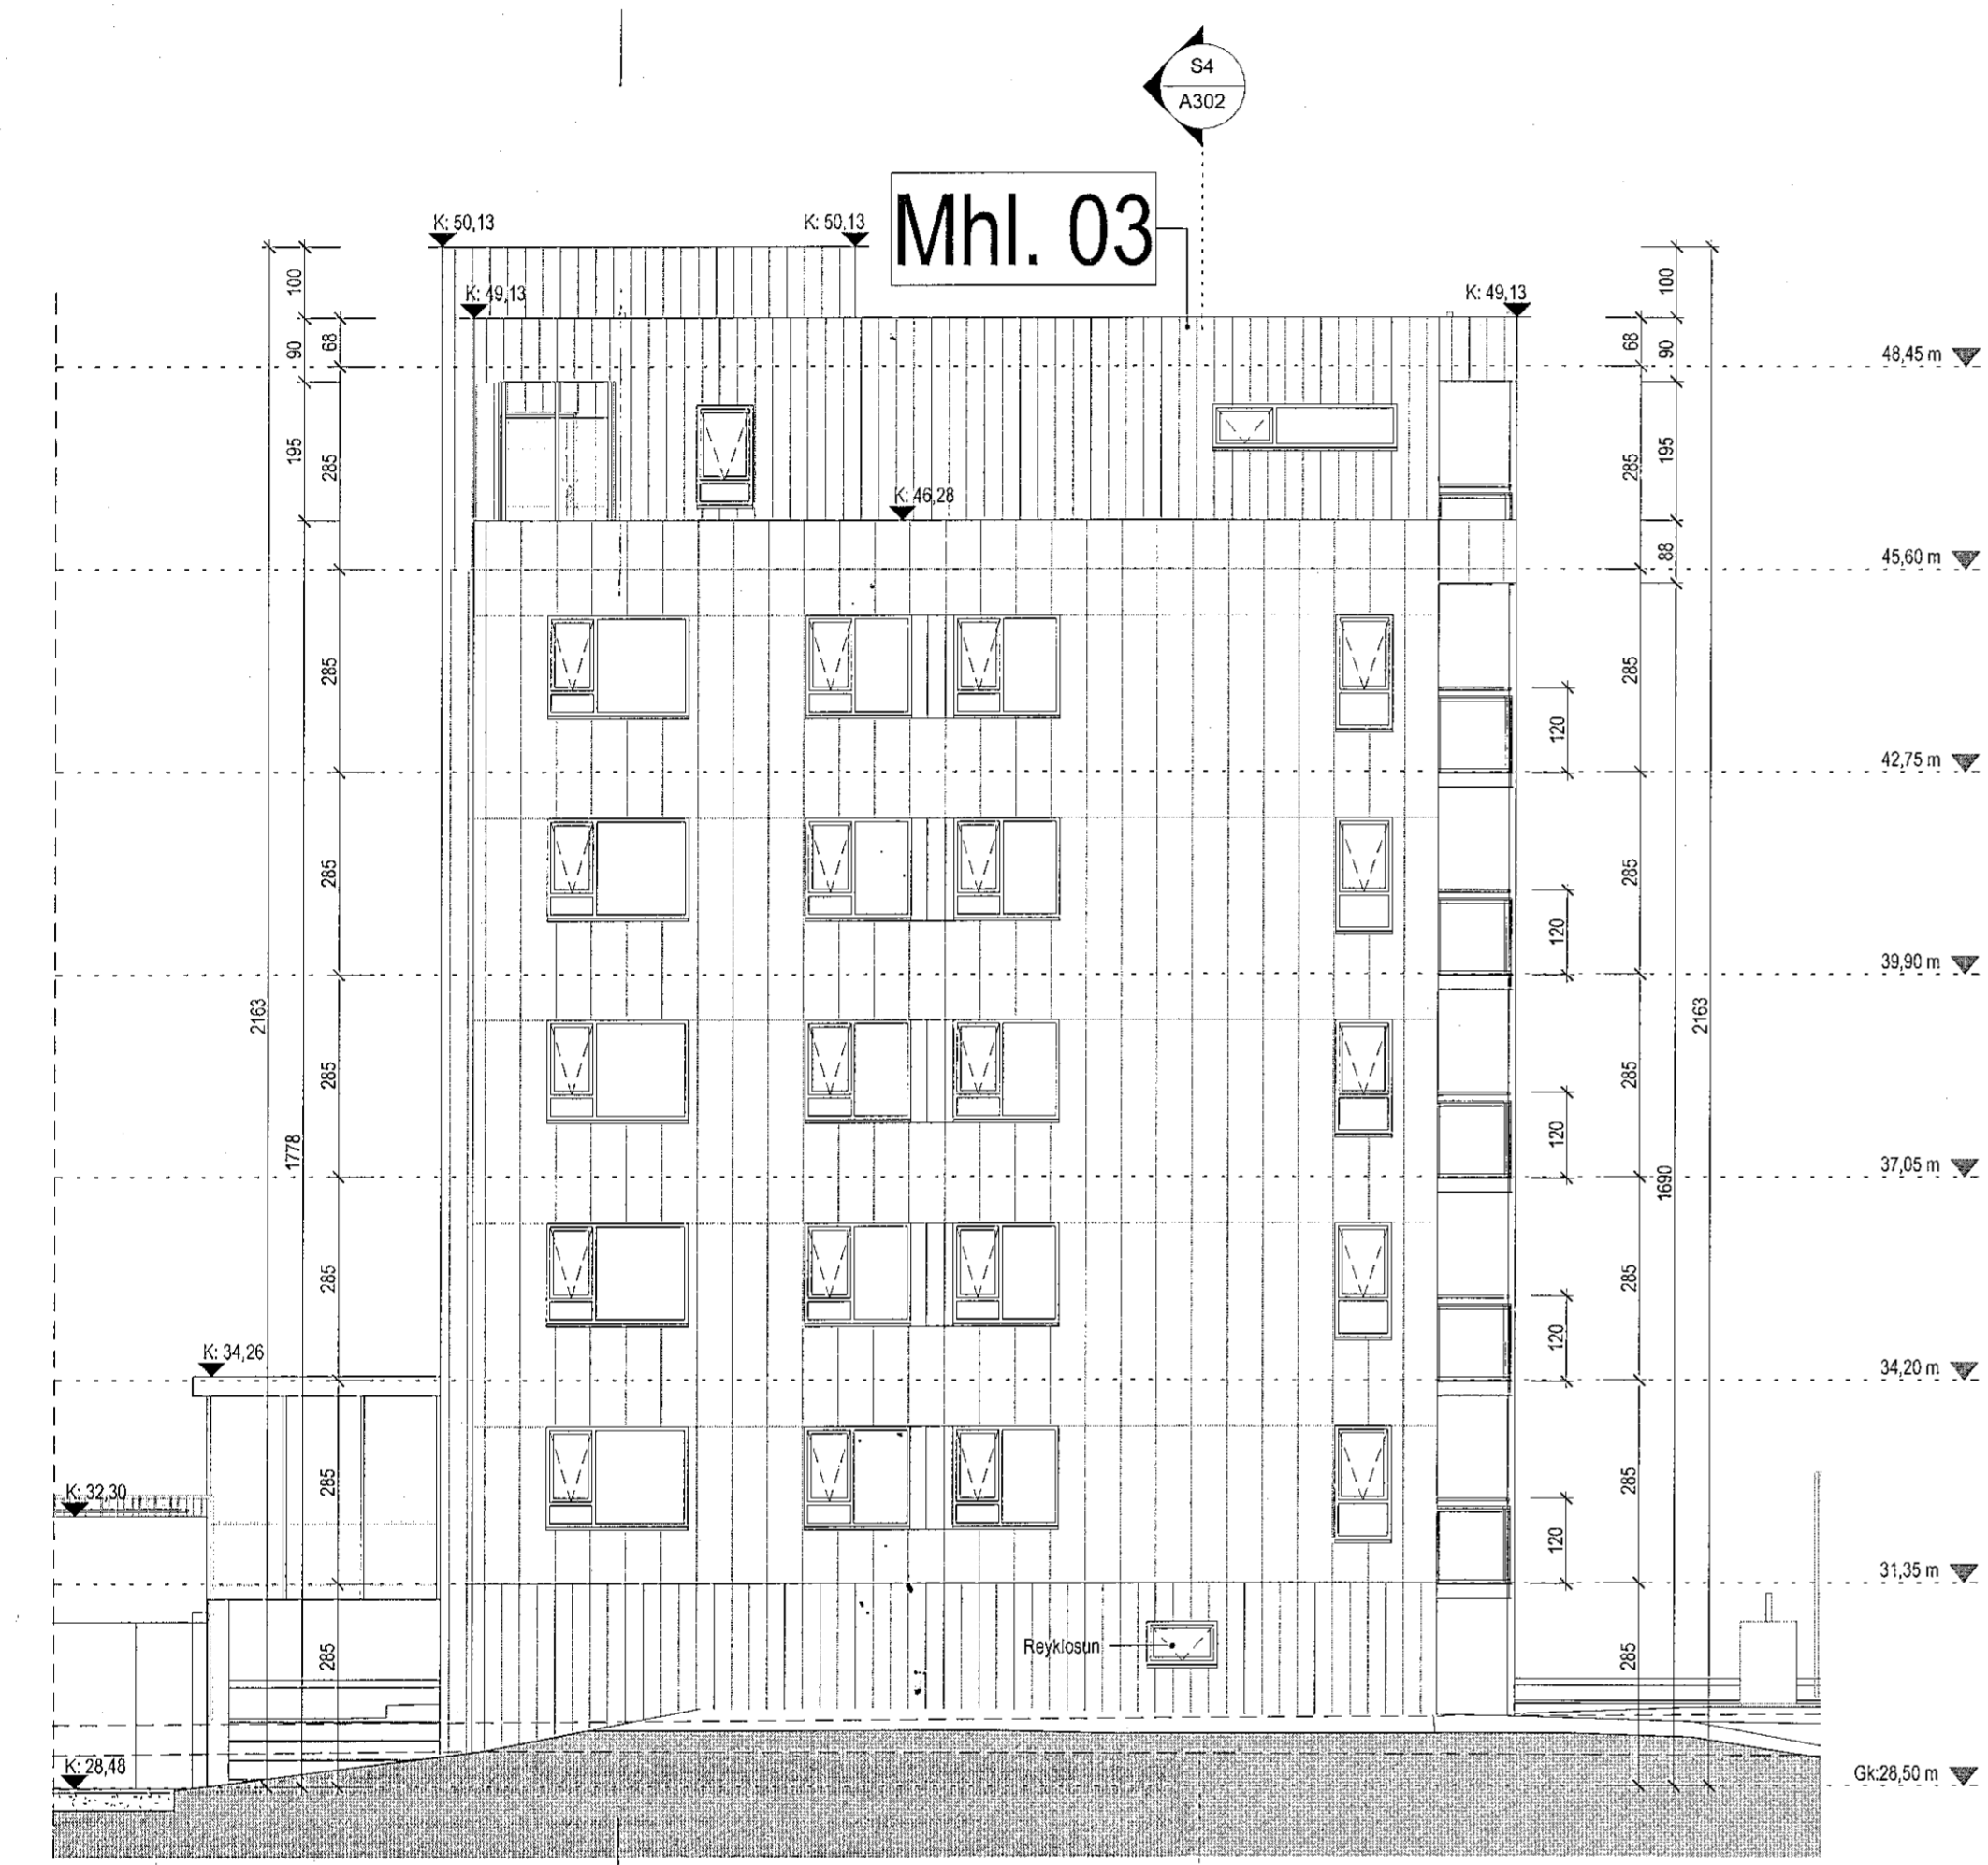 S4
A302
Mhl. 03
K: 50,13
K: 50,13
K: 49,13
K: 49,13
100
100
90
68
68
90
48,45 m
195
285
285
195
K: 46,28
88
45,60 m
285
285
120
42,75 m
285
285
120
39,90 m
2163
2163
285
285
120
1778
37,05 m
1690
285
285
120
K: 34,26
34,20 m
K: 32,30
285
285
120
31,35 m
Reyklosun
285
285
K: 28,48
Gk:28,50 m